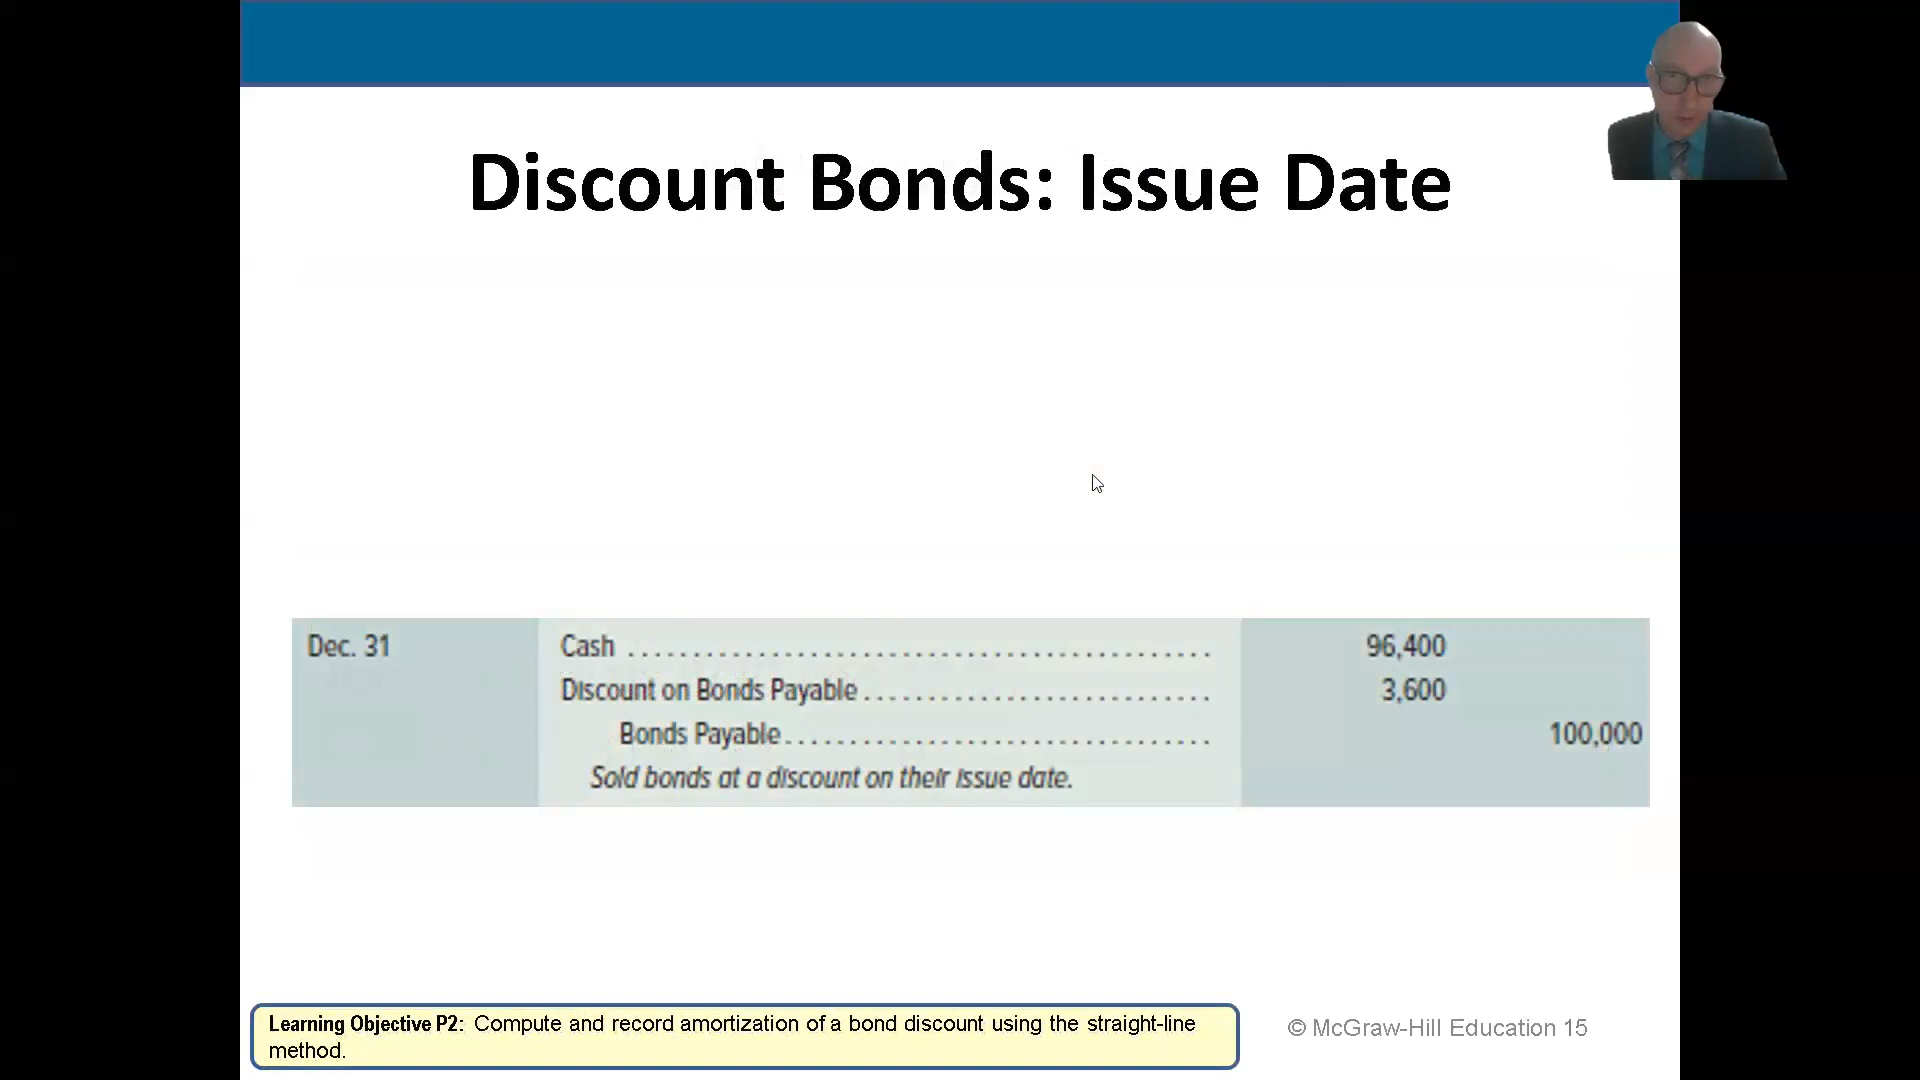 Discount Bonds: Issue Date
Dec. 31 Cash ............................................. 96,400
Discount on Bonds Payable........................... 3,600
Bonds Payable................................. 100,000
Sold bonds at a discount on their issue date.
Learning Objective P2: Compute and record amortization of a bond discount using the straight-line
method.
© McGraw-Hill Education 15